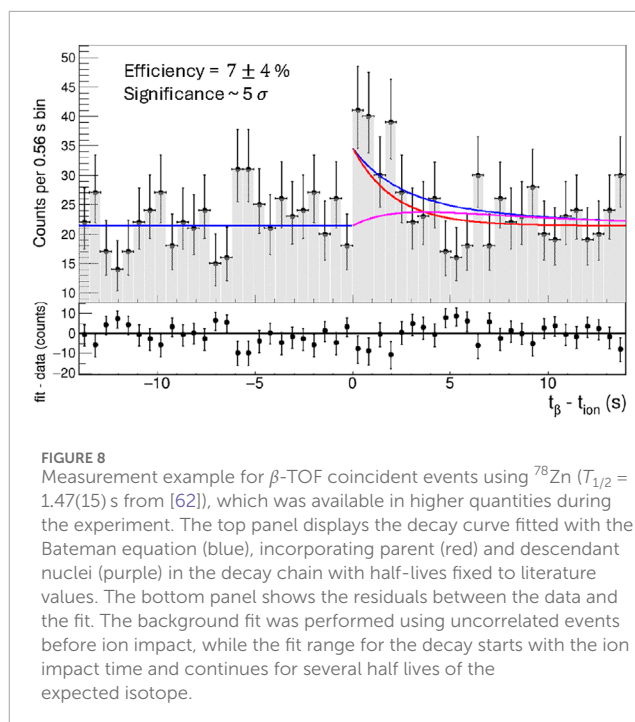 Efficiency = 7 ± 4 %
Significance ~ 5 σ
Counts per 0.56 s bin
50
45
40
35
30
25
20
15
10
fit - data (counts)
10
0
−10
−20
−10
−5
0
5
10
t_β - t_ion (s)
FIGURE 8
Measurement example for β-TOF coincident events using ⁷⁸Zn (T₁/₂ =
1.47(15) s from [62]), which was available in higher quantities during
the experiment. The top panel displays the decay curve fitted with the
Bateman equation (blue), incorporating parent (red) and descendant
nuclei (purple) in the decay chain with half-lives fixed to literature
values. The bottom panel shows the residuals between the data and
the fit. The background fit was performed using uncorrelated events
before ion impact, while the fit range for the decay starts with the ion
impact time and continues for several half lives of the
expected isotope.